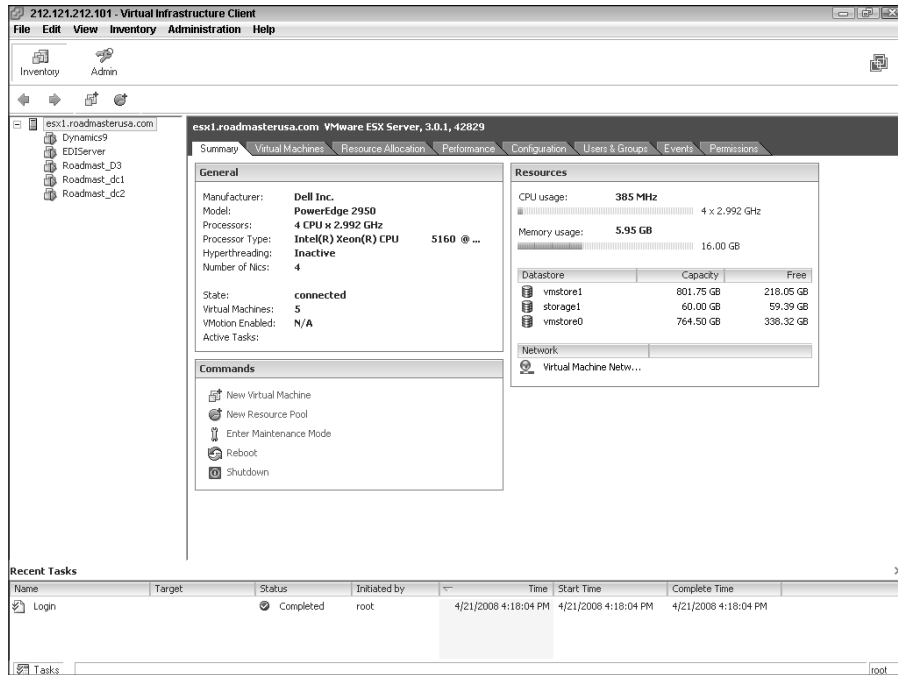 212.121.212.101 - Virtual Infrastructure Client
File Edit View Inventory Administration Help
Inventory Admin
esx1.roadmasterusa.com
Dynamics9
EDIServer
Roadmast_D3
Roadmast_dc1
Roadmast_dc2
esx1.roadmasterusa.com VMware ESX Server, 3.0.1, 42829
Summary Virtual Machines Resource Allocation Performance Configuration Users & Groups Events Permissions
General
Manufacturer: Dell Inc.
Model: PowerEdge 2950
Processors: 4 CPU x 2.992 GHz
Processor Type: Intel(R) Xeon(R) CPU 5160 @ ...
Hyperthreading: Inactive
Number of Nics: 4
State: connected
Virtual Machines: 5
VMotion Enabled: N/A
Active Tasks:
Commands
New Virtual Machine
New Resource Pool
Enter Maintenance Mode
Reboot
Shutdown
Resources
CPU usage: 385 MHz
4 x 2.992 GHz
Memory usage: 5.95 GB
16.00 GB
Datastore Capacity Free
vmstore1 801.75 GB 218.05 GB
storage1 60.00 GB 59.39 GB
vmstore0 764.50 GB 338.32 GB
Network
Virtual Machine Netw...
Recent Tasks
Name Target Status Initiated by Time Start Time Complete Time
Login Completed root 4/21/2008 4:18:04 PM 4/21/2008 4:18:04 PM 4/21/2008 4:18:04 PM
Tasks root